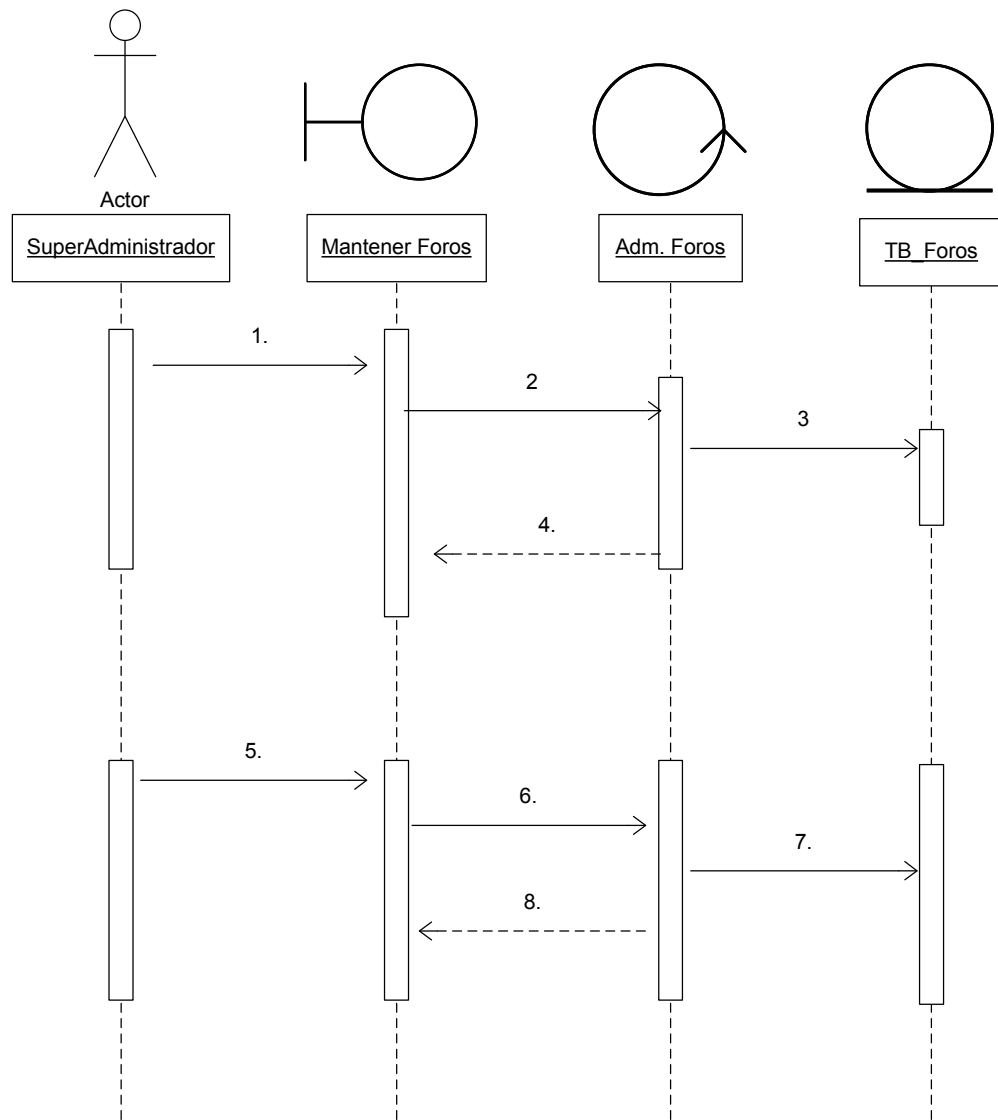 Actor
SuperAdministrador
Mantener Foros
Adm. Foros
TB_Foros
1.
2
3
4.
5.
6.
7.
8.